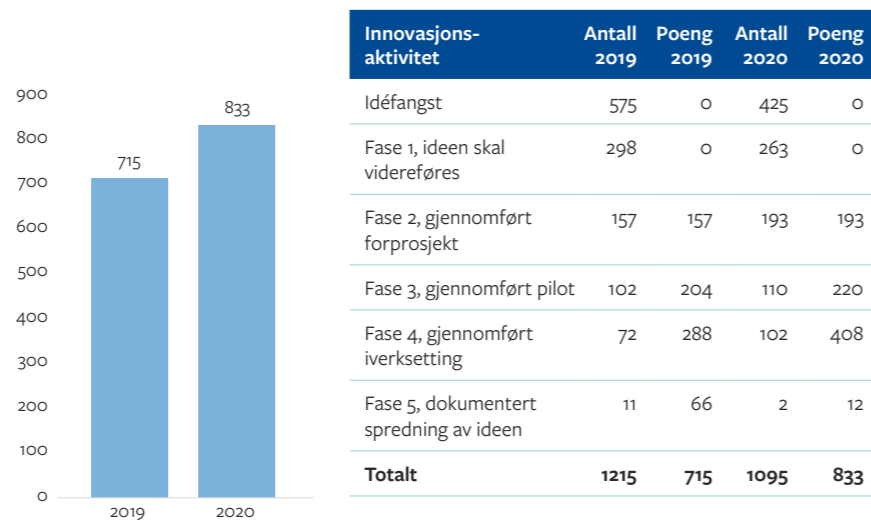 900
800
700
600
500
400
300
200
100
0
715
833
2019
2020
Innovasjons-
aktivitet
Antall
2019
Poeng
2019
Antall
2020
Poeng
2020
Idéfangst 575 0 425 0
Fase 1, ideen skal
videreføres
298 0 263 0
Fase 2, gjennomført
forprosjekt
157 157 193 193
Fase 3, gjennomført pilot 102 204 110 220
Fase 4, gjennomført
iverksetting
72 288 102 408
Fase 5, dokumentert
spredning av ideen
11 66 2 12
Totalt 1215 715 1095 833